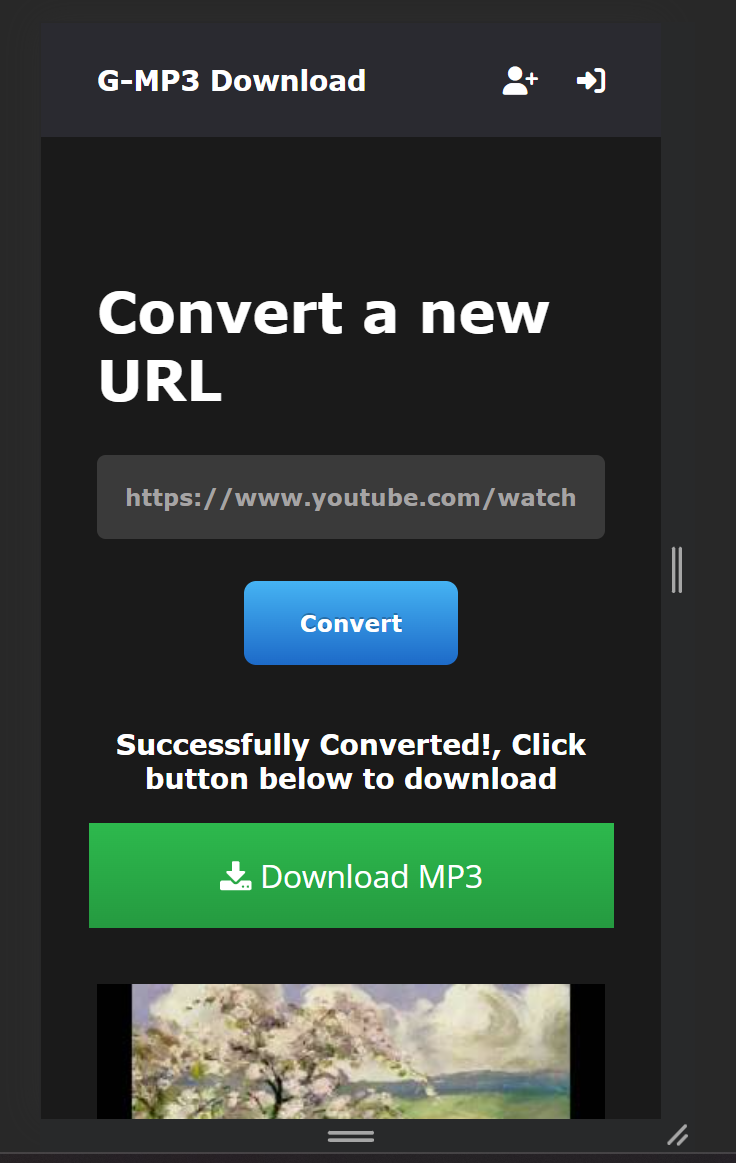 G-MP3 Download
Convert a new
URL
https://www.youtube.com/watch
Convert
Successfully Converted!, Click
button below to download
Download MP3